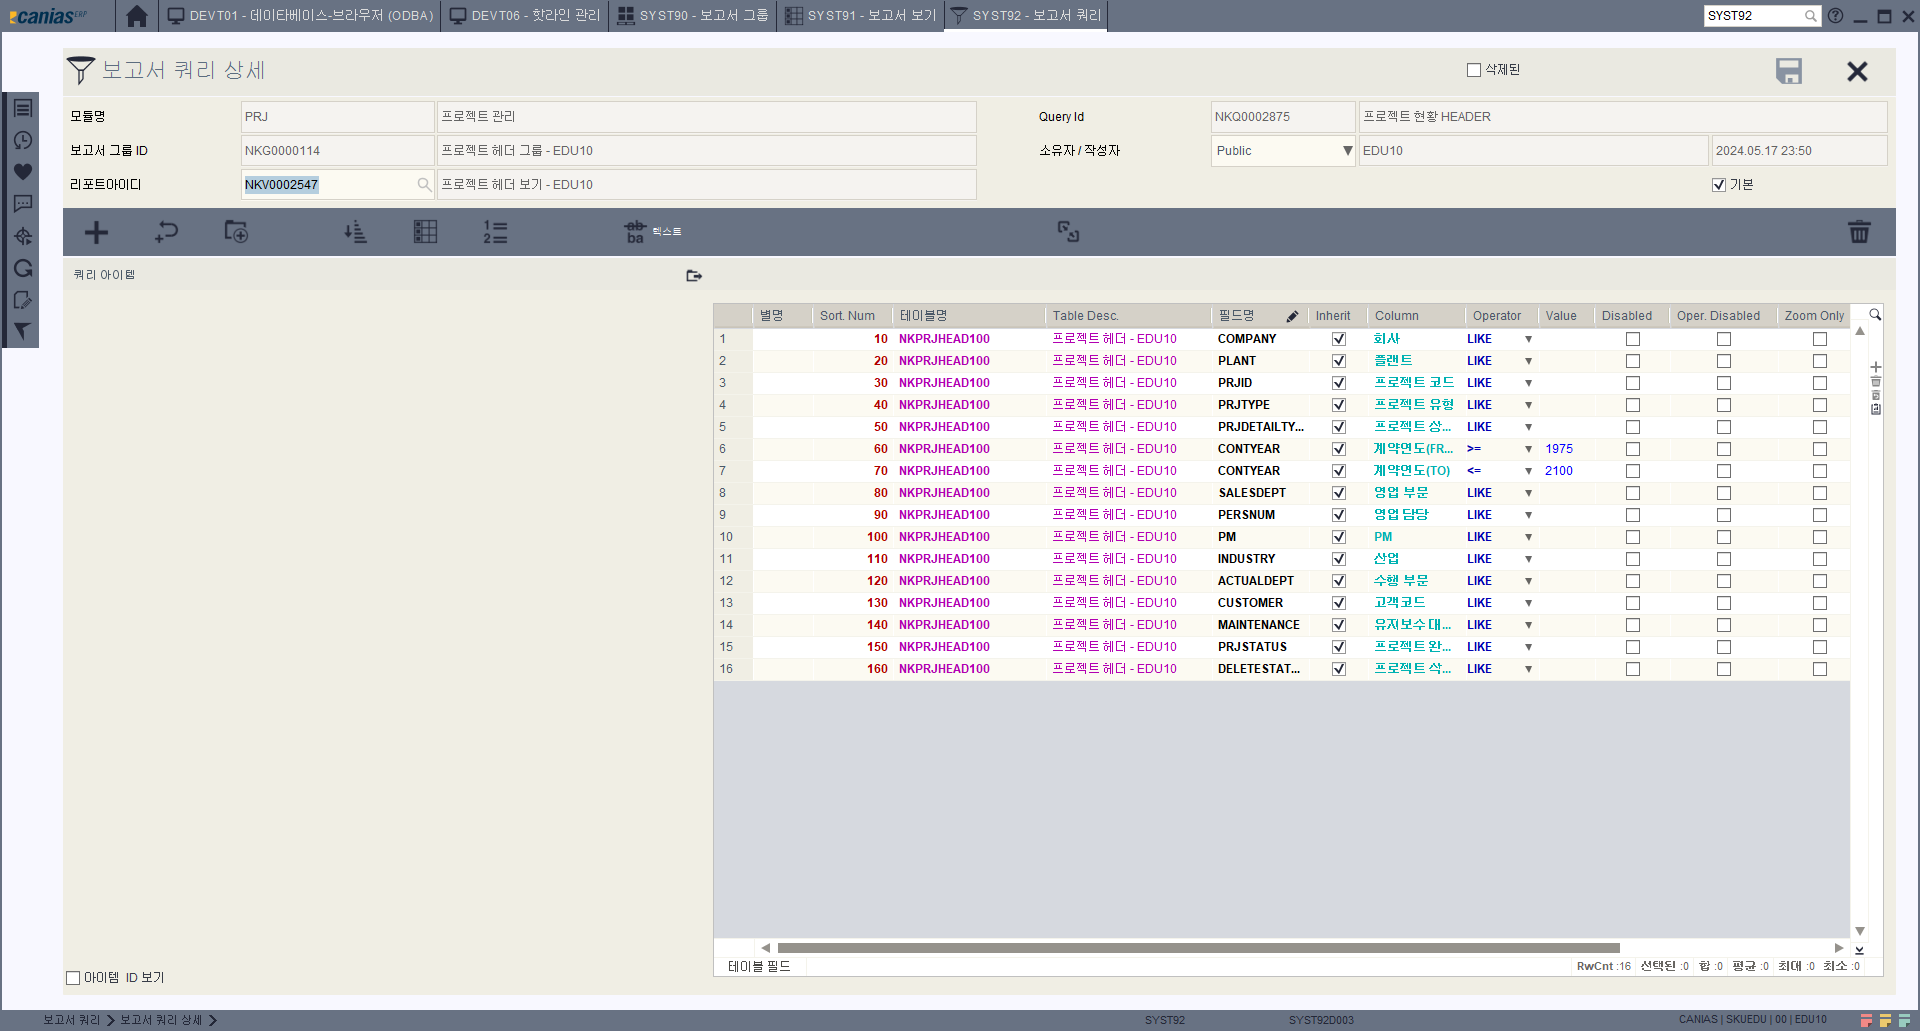 caniasERP DEVT01 - 데이타베이스-브라우저 (ODBA) DEVT06 - 핫라인 관리 SYST90 - 보고서 그룹 SYST91 - 보고서 보기 SYST92 - 보고서 쿼리 SYST92
보고서 쿼리 상세 삭제된
모듈명 PRJ 프로젝트 관리 Query Id NKQ0002875 프로젝트 현황 HEADER
보고서 그룹 ID NKG0000114 프로젝트 헤더 그룹 - EDU10 소유자 / 작성자 Public EDU10 2024.05.17 23:50
리포트아이디 NKV0002547 프로젝트 헤더 보기 - EDU10 기본
1 2 ab ba 텍스트
쿼리 아이템
별명 Sort. Num 테이블명 Table Desc. 필드명 Inherit Column Operator Value Disabled Oper. Disabled Zoom Only
1 10 NKPRJHEAD100 프로젝트 헤더 - EDU10 COMPANY 회사 LIKE
2 20 NKPRJHEAD100 프로젝트 헤더 - EDU10 PLANT 플랜트 LIKE
3 30 NKPRJHEAD100 프로젝트 헤더 - EDU10 PRJID 프로젝트 코드 LIKE
4 40 NKPRJHEAD100 프로젝트 헤더 - EDU10 PRJTYPE 프로젝트 유형 LIKE
5 50 NKPRJHEAD100 프로젝트 헤더 - EDU10 PRJDETAILTY... 프로젝트 상... LIKE
6 60 NKPRJHEAD100 프로젝트 헤더 - EDU10 CONTYEAR 계약연도(FR... >= 1975
7 70 NKPRJHEAD100 프로젝트 헤더 - EDU10 CONTYEAR 계약연도(TO) <= 2100
8 80 NKPRJHEAD100 프로젝트 헤더 - EDU10 SALESDEPT 영업 부문 LIKE
9 90 NKPRJHEAD100 프로젝트 헤더 - EDU10 PERSNUM 영업 담당 LIKE
10 100 NKPRJHEAD100 프로젝트 헤더 - EDU10 PM PM LIKE
11 110 NKPRJHEAD100 프로젝트 헤더 - EDU10 INDUSTRY 산업 LIKE
12 120 NKPRJHEAD100 프로젝트 헤더 - EDU10 ACTUALDEPT 수행 부문 LIKE
13 130 NKPRJHEAD100 프로젝트 헤더 - EDU10 CUSTOMER 고객코드 LIKE
14 140 NKPRJHEAD100 프로젝트 헤더 - EDU10 MAINTENANCE 유지보수 대... LIKE
15 150 NKPRJHEAD100 프로젝트 헤더 - EDU10 PRJSTATUS 프로젝트 완... LIKE
16 160 NKPRJHEAD100 프로젝트 헤더 - EDU10 DELETESTAT... 프로젝트 삭... LIKE
테이블 필드 RwCnt :16 선택된 :0 합 :0 평균 :0 최대 :0 최소 :0
아이템 ID 보기
보고서 쿼리 보고서 쿼리 상세 SYST92 SYST92D003 CANIAS | SKUEDU | 00 | EDU10